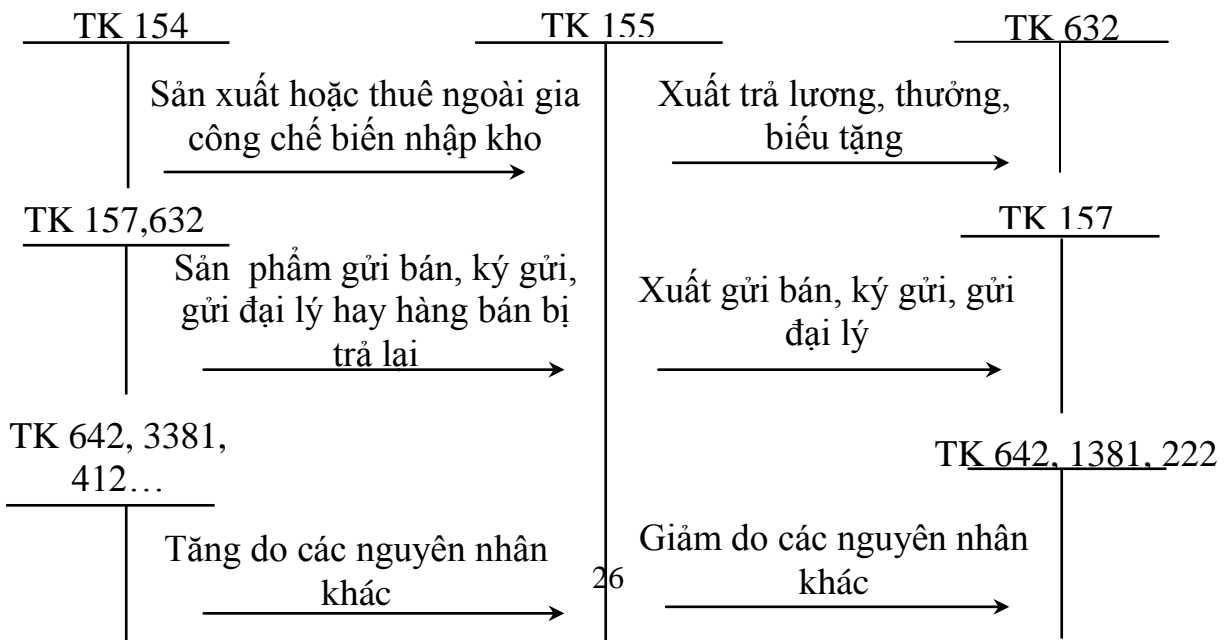 TK 154
TK 155
TK 632
Sản xuất hoặc thuê ngoài gia
công chế biến nhập kho
Xuất trả lương, thưởng,
biếu tặng
TK 157,632
TK 157
Sản phẩm gửi bán, ký gửi,
gửi đại lý hay hàng bán bị
trả lại
Xuất gửi bán, ký gửi, gửi
đại lý
TK 642, 3381,
412…
TK 642, 1381, 222
Tăng do các nguyên nhân
khác
Giảm do các nguyên nhân
khác
26